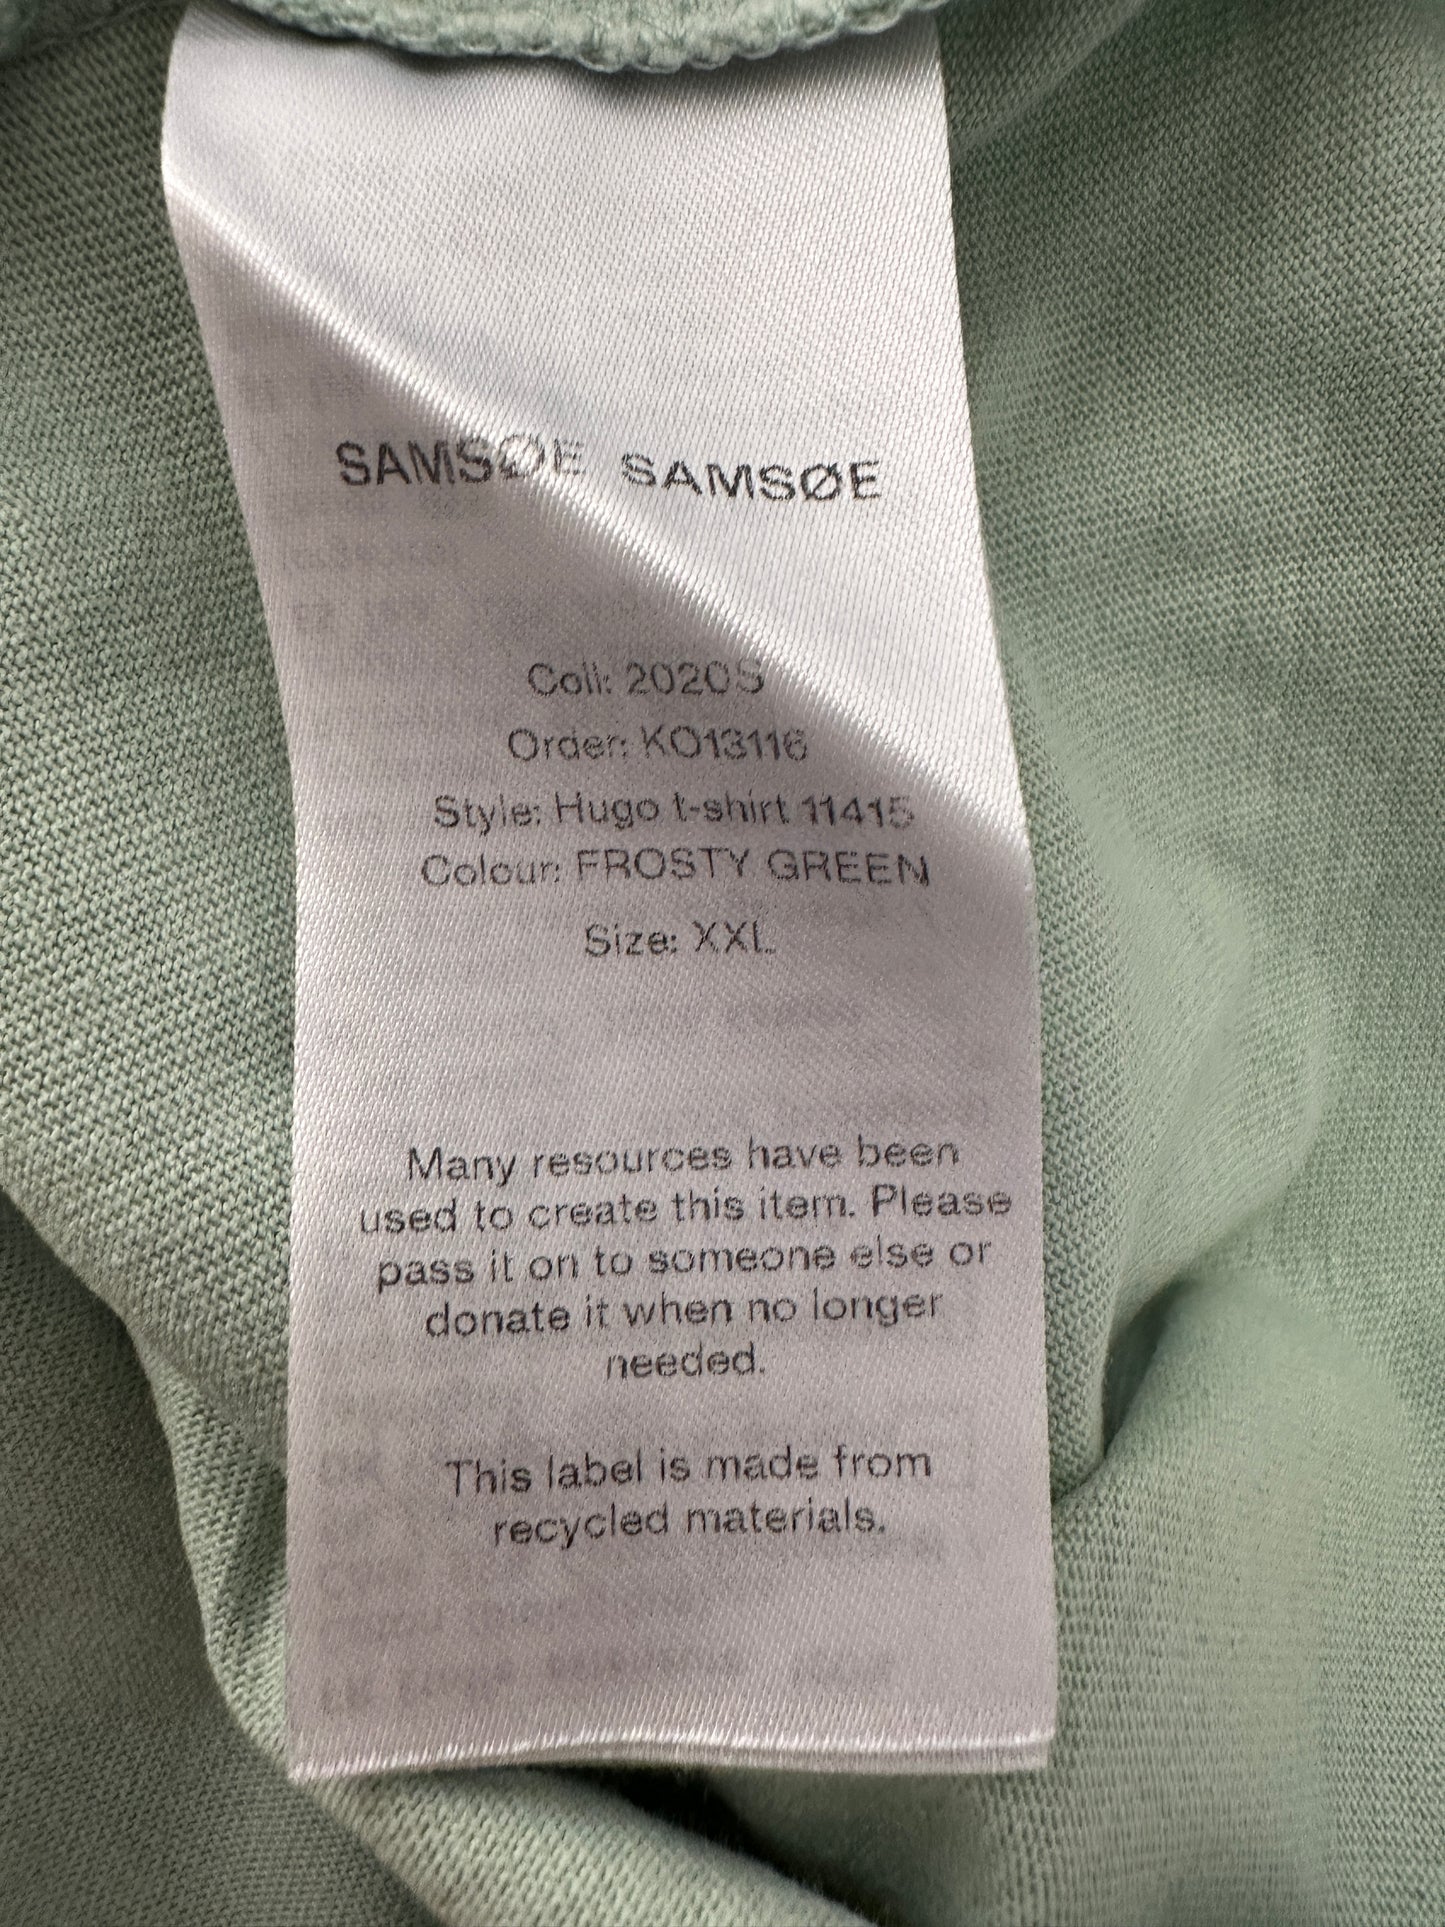 SAMSØE SAMSØE
Coll: 2020S
Order: KO13116
Style: Hugo t-shirt 11415
Colour: FROSTY GREEN
Size: XXL
Many resources have been
used to create this item. Please
pass it on to someone else or
donate it when no longer
needed.
This label is made from
recycled materials.